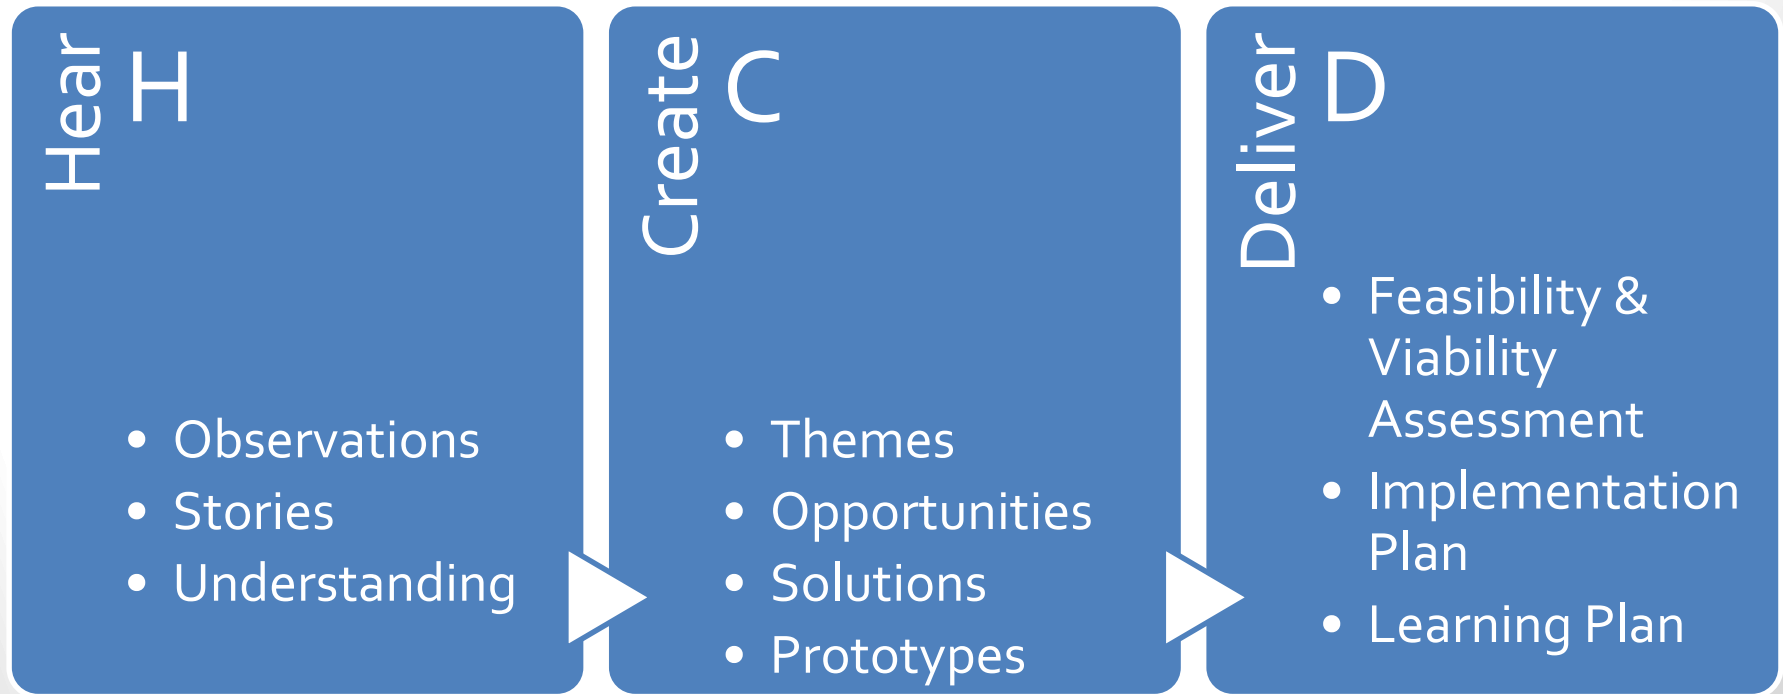 Hear
H
• Observations
• Stories
• Understanding
Create
C
• Themes
• Opportunities
• Solutions
• Prototypes
Deliver
D
• Feasibility &
Viability
Assessment
• Implementation
Plan
• Learning Plan